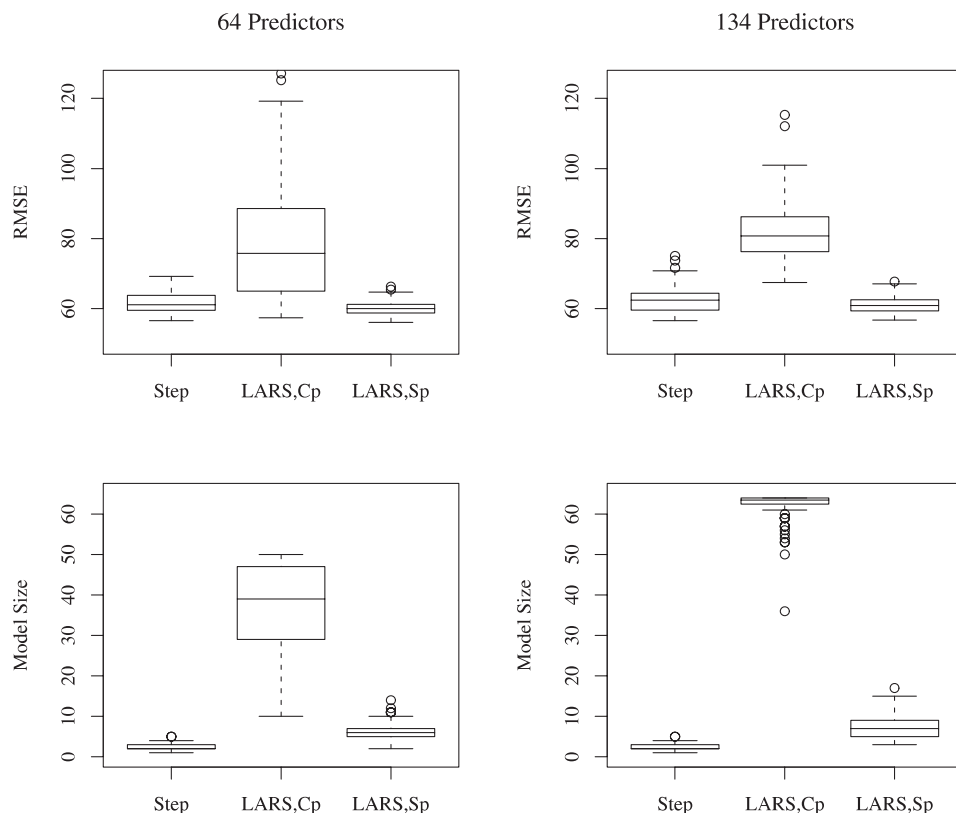 64 Predictors
134 Predictors
RMSE
60 80 100 120
Step LARS,Cp LARS,Sp
RMSE
60 80 100 120
Step LARS,Cp LARS,Sp
Model Size
0 10 20 30 40 50 60
Step LARS,Cp LARS,Sp
Model Size
0 10 20 30 40 50 60
Step LARS,Cp LARS,Sp